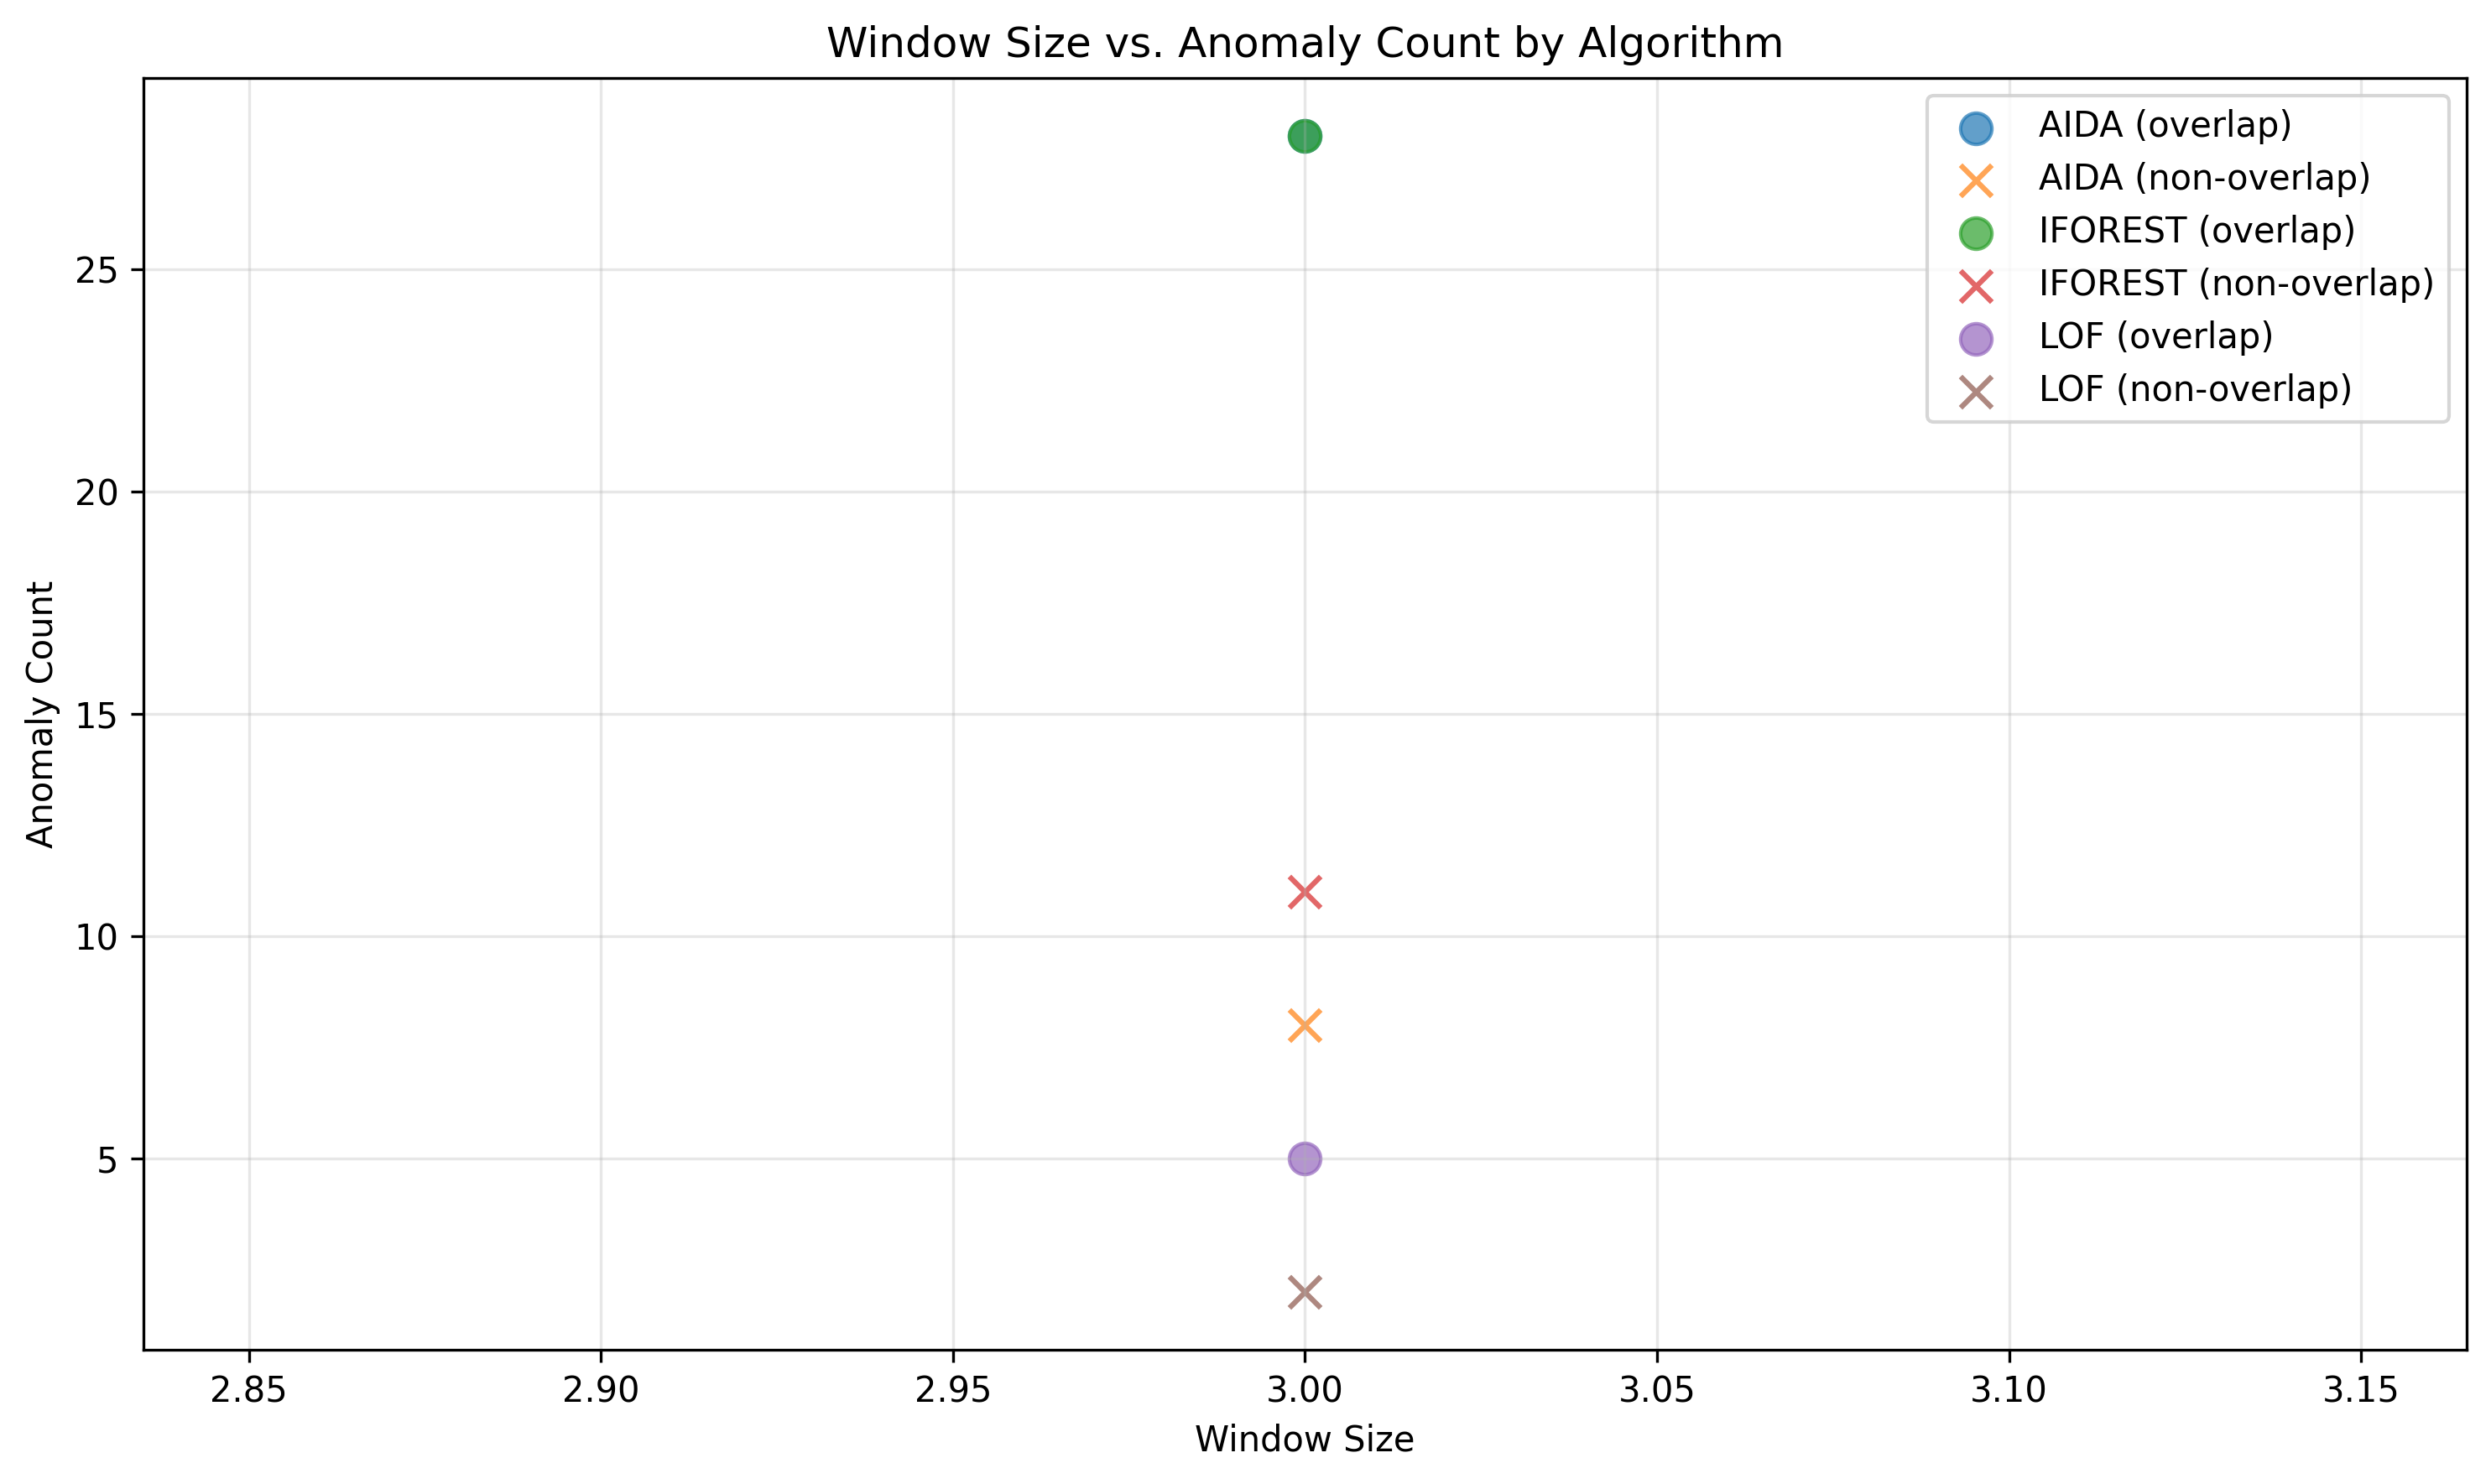 Window Size vs. Anomaly Count by Algorithm
AIDA (overlap)
AIDA (non-overlap)
IFOREST (overlap)
IFOREST (non-overlap)
LOF (overlap)
LOF (non-overlap)
Anomaly Count
25
20
15
10
5
2.85 2.90 2.95 3.00 3.05 3.10 3.15
Window Size